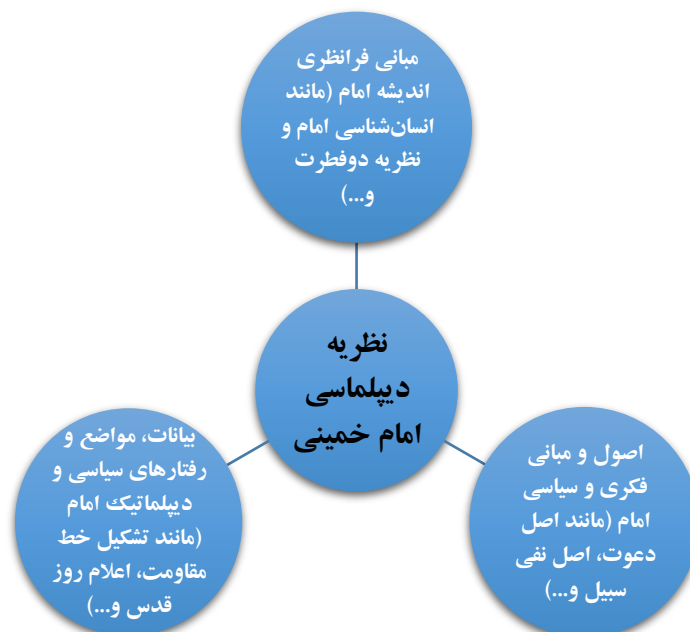 مبانی فرانظری
اندیشه امام (مانند
انسان‌شناسی امام و
نظریه دوفطرت
و...)
نظریه
دیپلماسی
امام خمینی
اصول و مبانی
فکری و سیاسی
امام (مانند اصل
دعوت، اصل نفی
سبیل و...)
بیانات، مواضع و
رفتارهای سیاسی و
دیپلماتیک امام
(مانند تشکیل خط
مقاومت، اعلام روز
قدس و...)